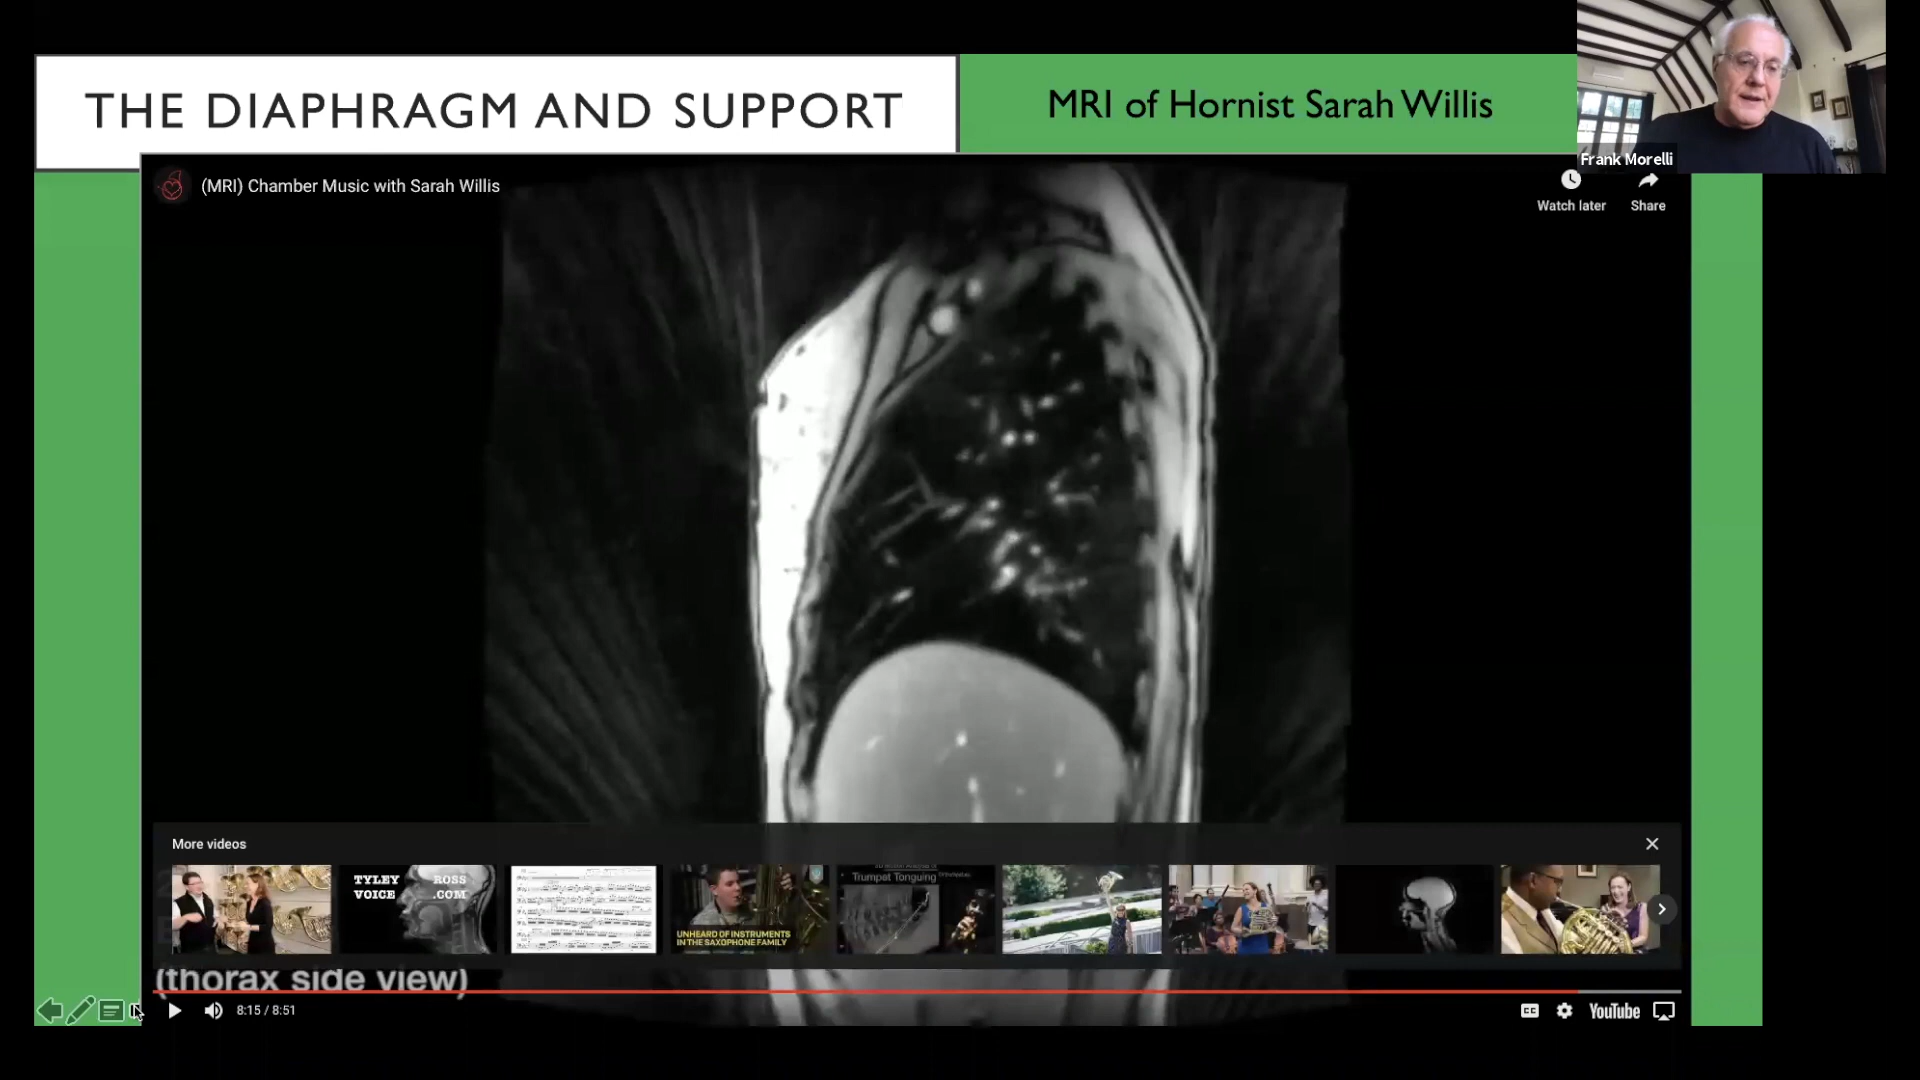 THE DIAPHRAGM AND SUPPORT
MRI of Hornist Sarah Willis
Frank Morelli
(MRI) Chamber Music with Sarah Willis
Watch later
Share
More videos
TYLEY ROSS
VOICE .COM
UNHEARD OF INSTRUMENTS
IN THE SAXOPHONE FAMILY
Trumpet Tonguing
(thorax side view)
8:15 / 8:51
CC
YouTube